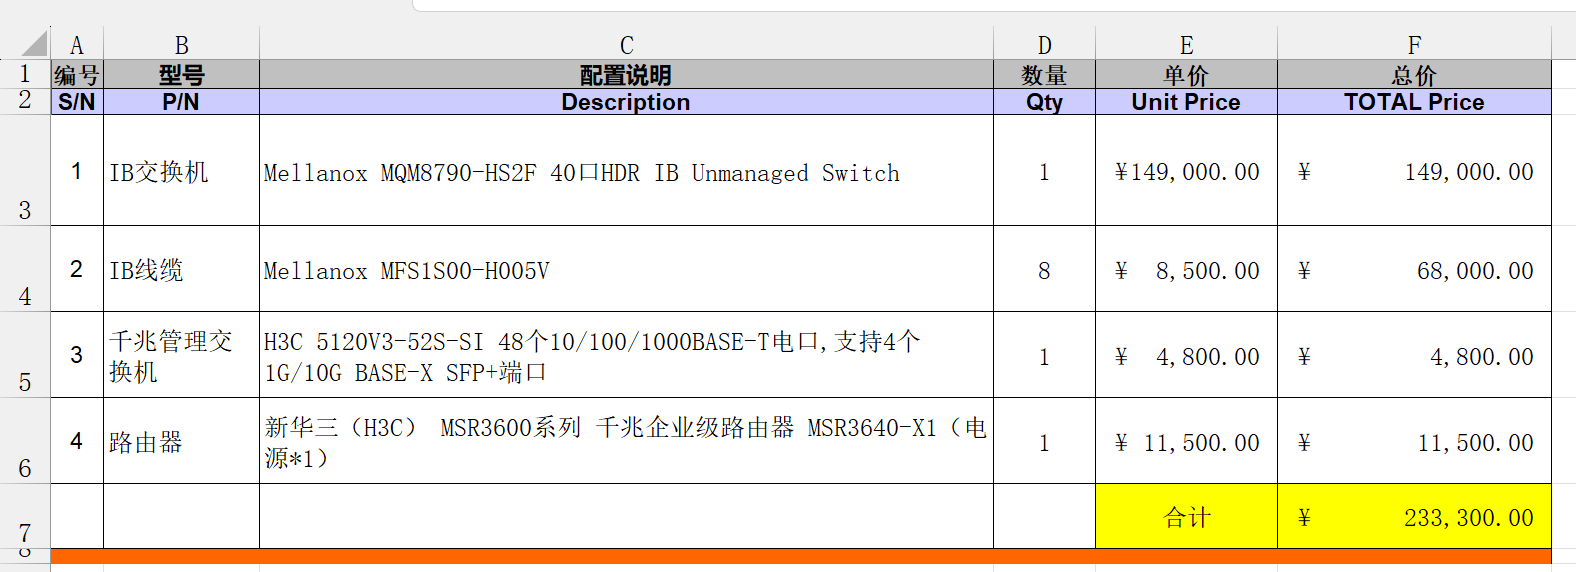 A B C D E F
1 编号 型号 配置说明 数量 单价 总价
2 S/N P/N Description Qty Unit Price TOTAL Price
3 1 IB交换机 Mellanox MQM8790-HS2F 40口HDR IB Unmanaged Switch 1 ¥149,000.00 ¥ 149,000.00
4 2 IB线缆 Mellanox MFS1S00-H005V 8 ¥ 8,500.00 ¥ 68,000.00
5 3 千兆管理交 H3C 5120V3-52S-SI 48个10/100/1000BASE-T电口,支持4个 1 ¥ 4,800.00 ¥ 4,800.00
换机 1G/10G BASE-X SFP+端口
6 4 路由器 新华三（H3C） MSR3600系列 千兆企业级路由器 MSR3640-X1（电 1 ¥ 11,500.00 ¥ 11,500.00
源*1）
7 合计 ¥ 233,300.00
8